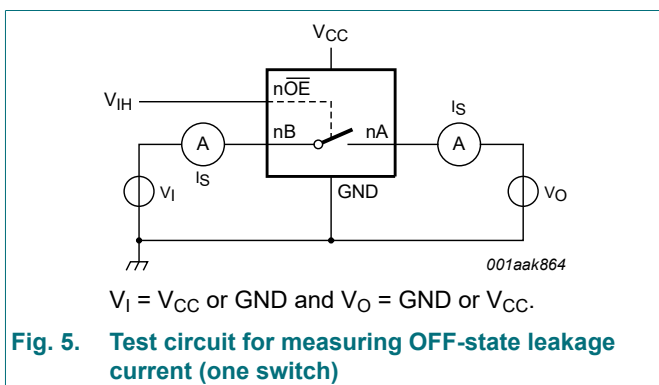 VCC
nOE
VIH
IS
nB
nA
A
A
IS
VI
GND
VO
001aak864
VI = VCC or GND and VO = GND or VCC.
Fig. 5. Test circuit for measuring OFF-state leakage
current (one switch)